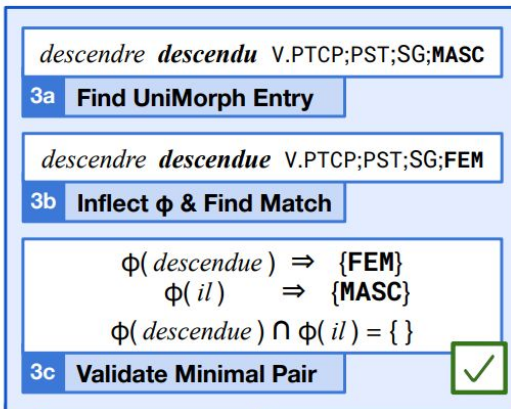 descendre descendu V.PTCP;PST;SG;MASC
3a Find UniMorph Entry
descendre descendue V.PTCP;PST;SG;FEM
3b Inflect ϕ & Find Match
ϕ( descendue ) ⇒ {FEM}
ϕ( il ) ⇒ {MASC}
ϕ( descendue ) ∩ ϕ( il ) = { }
3c Validate Minimal Pair